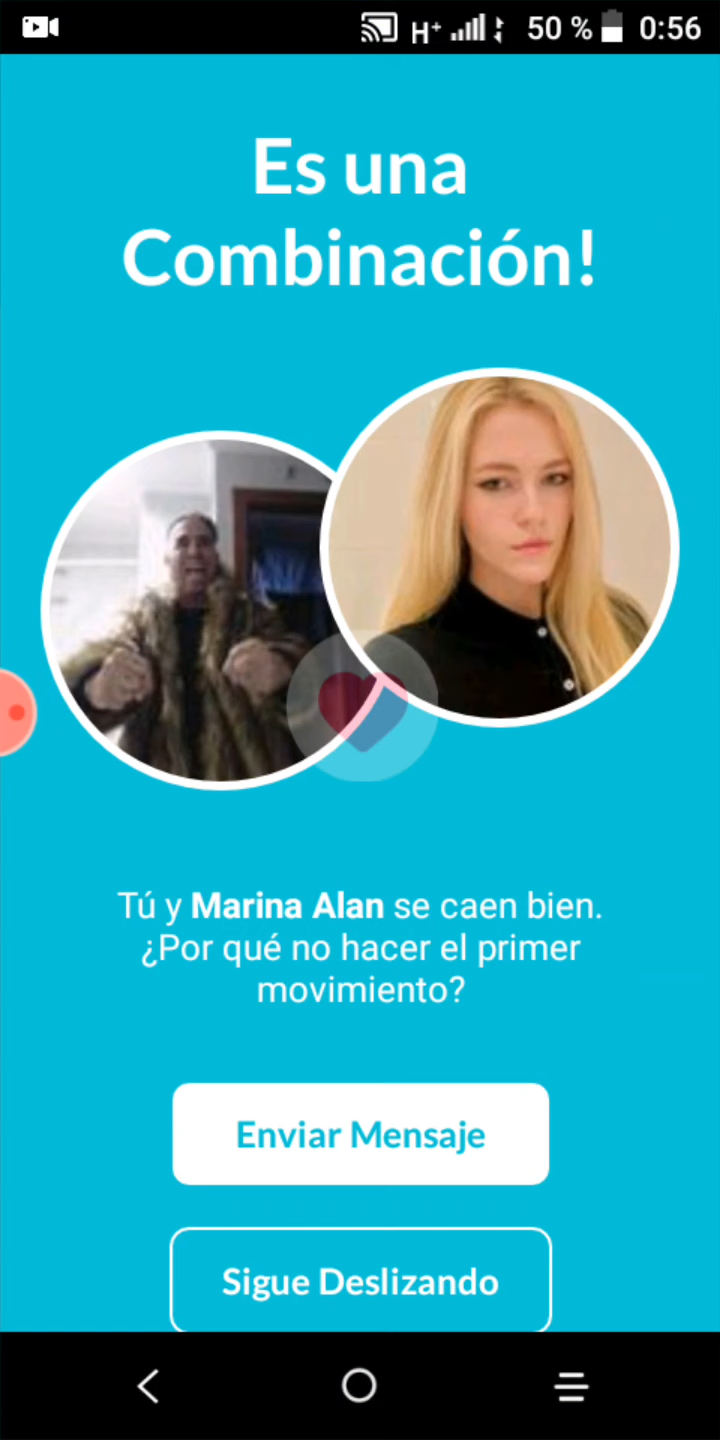 H+ 50 % 0:56
Es una
Combinación!
Tú y Marina Alan se caen bien.
¿Por qué no hacer el primer
movimiento?
Enviar Mensaje
Sigue Deslizando